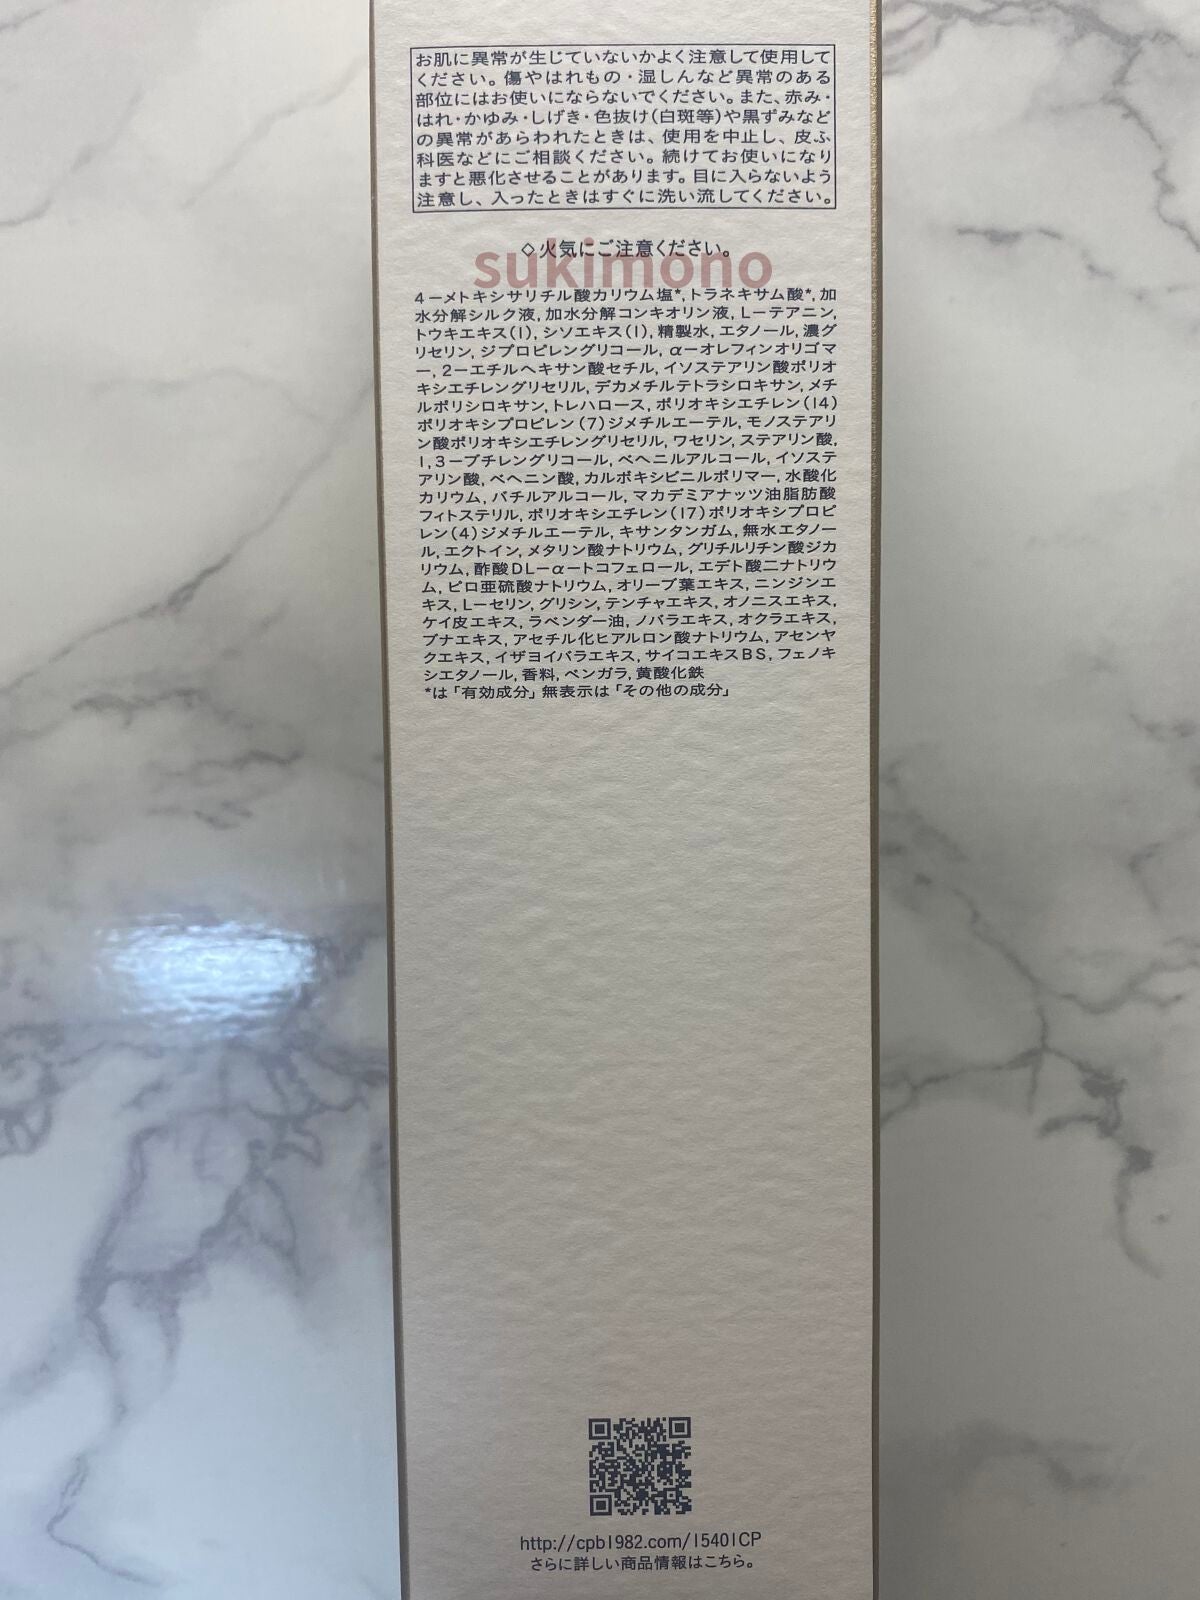 お肌に異常が生じていないかよく注意して使用して
ください。傷やはれもの・湿しんなど異常のある
部位にはお使いにならないでください。また、赤み・
はれ・かゆみ・しげき・色抜け(白斑等)や黒ずみなど
の異常があらわれたときは、使用を中止し、皮ふ
科医などにご相談ください。続けてお使いになり
ますと悪化させることがあります。目に入らないよう
注意し、入ったときはすぐに洗い流してください。
◇火気にご注意ください。
sukimono
4−メトキシサリチル酸カリウム塩*, トラネキサム酸*, 加
水分解シルク液, 加水分解コンキオリン液, L−テアニン,
トウキエキス(1), シソエキス(1), 精製水, エタノール, 濃グ
リセリン, ジプロピレングリコール, α−オレフィンオリゴマ
ー, 2−エチルヘキサン酸セチル, イソステアリン酸ポリオ
キシエチレングリセリル, デカメチルテトラシロキサン, メチ
ルポリシロキサン, トレハロース, ポリオキシエチレン(14)
ポリオキシプロピレン(7)ジメチルエーテル, モノステアリ
ン酸ポリオキシエチレングリセリル, ワセリン, ステアリン酸,
1,3−ブチレングリコール, ベヘニルアルコール, イソステ
アリン酸, ベヘニン酸, カルボキシビニルポリマー, 水酸化
カリウム, バチルアルコール, マカデミアナッツ油脂肪酸
フィトステリル, ポリオキシエチレン(17)ポリオキシプロピ
レン(4)ジメチルエーテル, キサンタンガム, 無水エタノー
ル, エクトイン, メタリン酸ナトリウム, グリチルリチン酸ジカ
リウム, 酢酸DL−α−トコフェロール, エデト酸二ナトリウ
ム, ピロ亜硫酸ナトリウム, オリーブ葉エキス, ニンジンエ
キス, L−セリン, グリシン, テンチャエキス, オノニスエキス,
ケイ皮エキス, ラベンダー油, ノバラエキス, オクラエキス,
ブナエキス, アセチル化ヒアルロン酸ナトリウム, アセンヤ
クエキス, イザヨイバラエキス, サイコエキスBS, フェノキ
シエタノール, 香料, ベンガラ, 黄酸化鉄
*は「有効成分」無表示は「その他の成分」
http://cpb1982.com/15401CP
さらに詳しい商品情報はこちら。